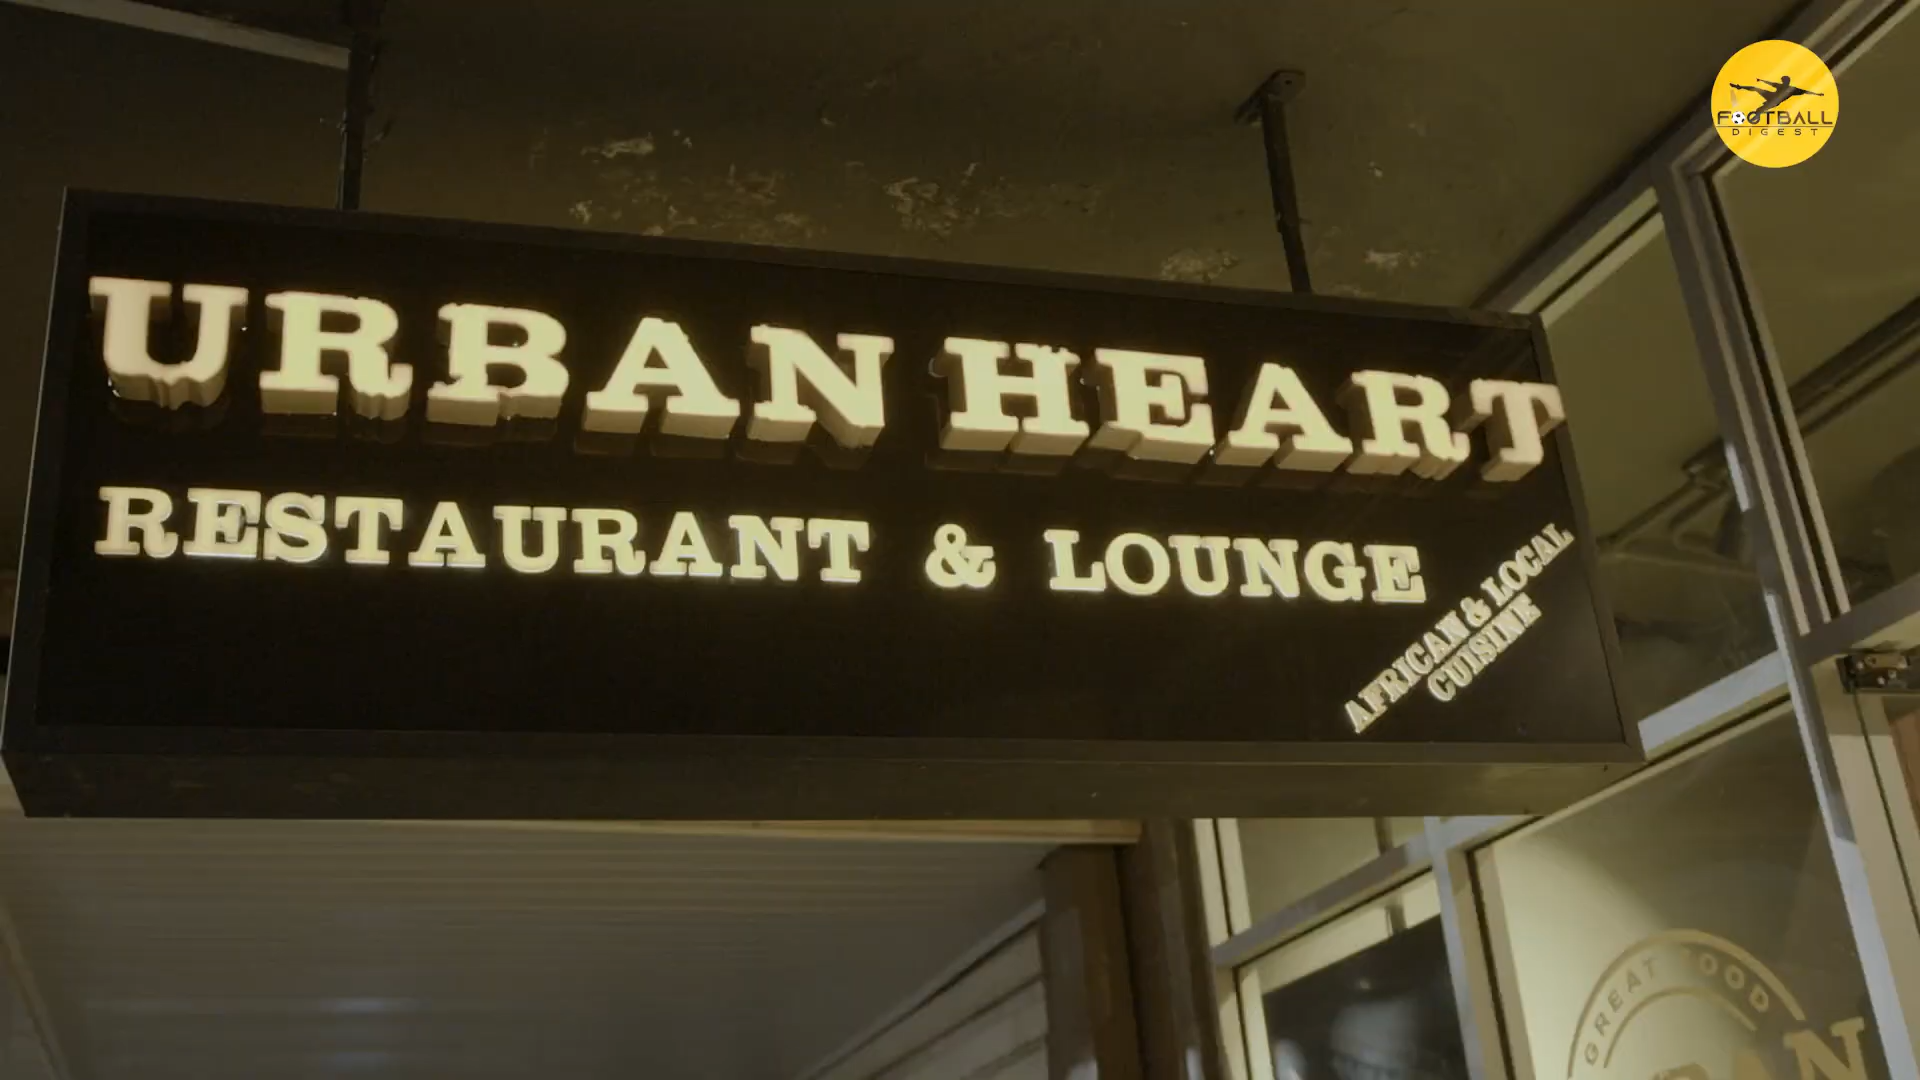 FOOTBALL
DIGEST
URBAN HEART
RESTAURANT & LOUNGE
AFRICAN & LOCAL
CUISINE
GREAT FOOD